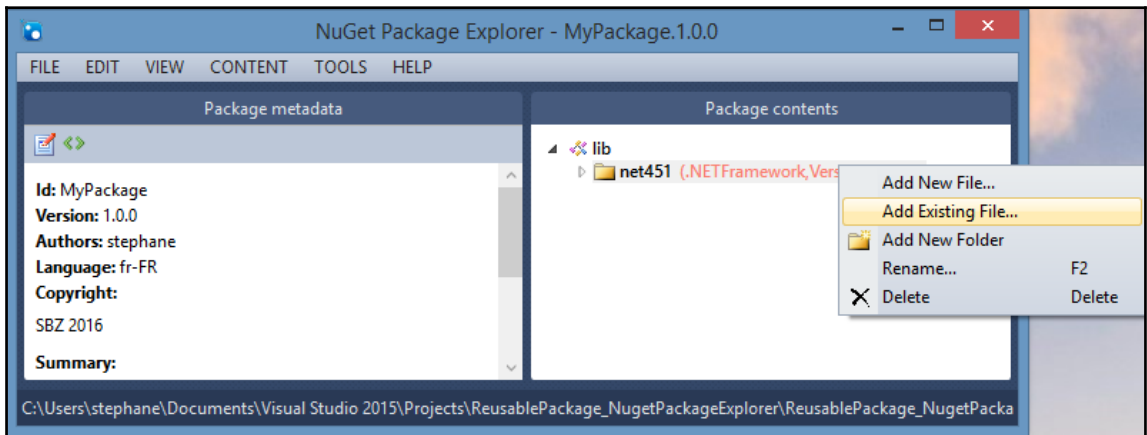 NuGet Package Explorer - MyPackage.1.0.0
FILE EDIT VIEW CONTENT TOOLS HELP
Package metadata
Id: MyPackage
Version: 1.0.0
Authors: stephane
Language: fr-FR
Copyright:
SBZ 2016
Summary:
Package contents
lib
net451 (.NETFramework,Vers
Add New File...
Add Existing File...
Add New Folder
Rename... F2
Delete Delete
C:\Users\stephane\Documents\Visual Studio 2015\Projects\ReusablePackage_NugetPackageExplorer\ReusablePackage_NugetPacka